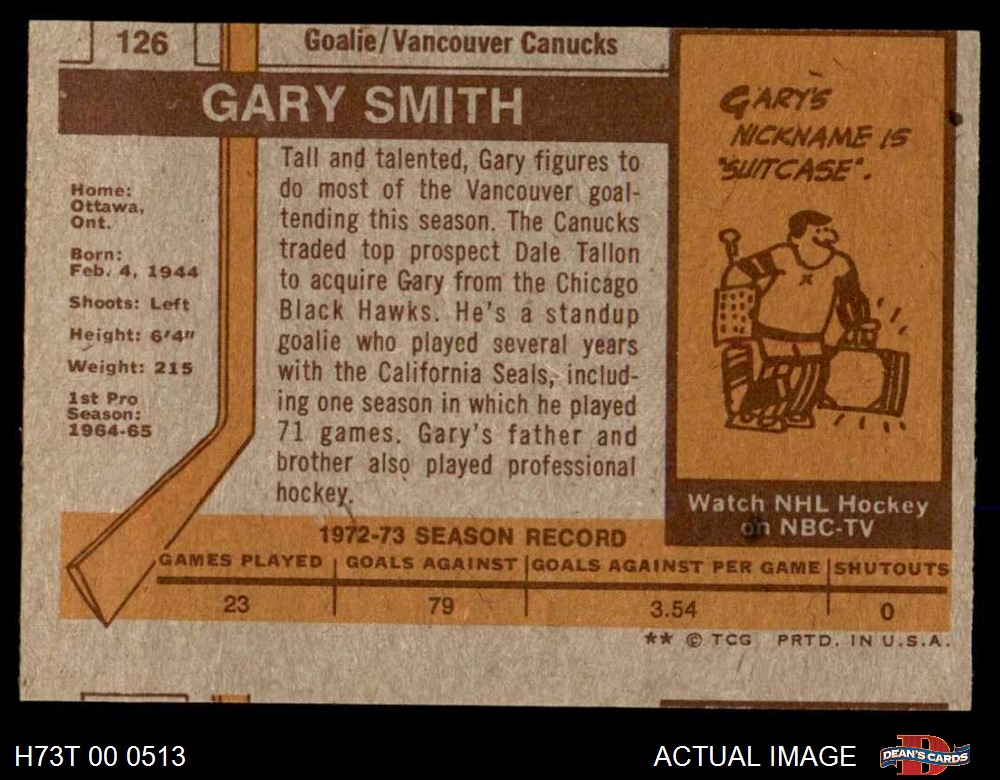 126
Goalie/Vancouver Canucks
GARY SMITH
Home:
Ottawa,
Ont.
Born:
Feb. 4, 1944
Shoots: Left
Height: 6'4"
Weight: 215
1st Pro
Season:
1964-65
Tall and talented, Gary figures to
do most of the Vancouver goal-
tending this season. The Canucks
traded top prospect Dale Tallon
to acquire Gary from the Chicago
Black Hawks. He's a standup
goalie who played several years
with the California Seals, includ-
ing one season in which he played
71 games. Gary's father and
brother also played professional
hockey.
GARY'S
NICKNAME IS
"SUITCASE".
Watch NHL Hockey
on NBC-TV
1972-73 SEASON RECORD
GAMES PLAYED GOALS AGAINST GOALS AGAINST PER GAME SHUTOUTS
23 79 3.54 0
** © TCG PRTD. IN U.S.A.
H73T 00 0513
ACTUAL IMAGE
D
DEAN'S CARDS